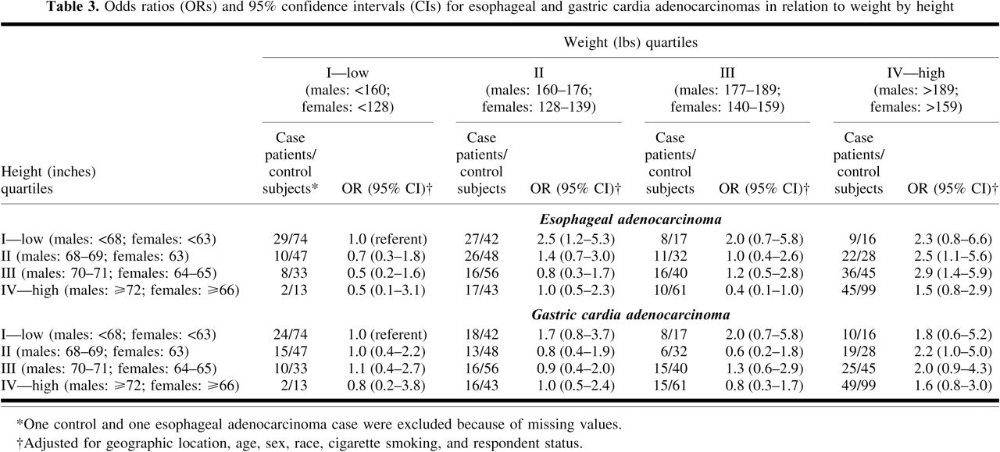 Table 3. Odds ratios (ORs) and 95% confidence intervals (CIs) for esophageal and gastric cardia adenocarcinomas in relation to weight by height
Weight (lbs) quartiles
I—low II III IV—high
(males: <160; (males: 160–176; (males: 177–189; (males: >189;
females: <128) females: 128–139) females: 140–159) females: >159)
Case Case Case Case
patients/ patients/ patients/ patients/
Height (inches) control control control control
quartiles subjects* OR (95% CI)† subjects OR (95% CI)† subjects OR (95% CI)† subjects OR (95% CI)†
Esophageal adenocarcinoma
I—low (males: <68; females: <63) 29/74 1.0 (referent) 27/42 2.5 (1.2–5.3) 8/17 2.0 (0.7–5.8) 9/16 2.3 (0.8–6.6)
II (males: 68–69; females: 63) 10/47 0.7 (0.3–1.8) 26/48 1.4 (0.7–3.0) 11/32 1.0 (0.4–2.6) 22/28 2.5 (1.1–5.6)
III (males: 70–71; females: 64–65) 8/33 0.5 (0.2–1.6) 16/56 0.8 (0.3–1.7) 16/40 1.2 (0.5–2.8) 36/45 2.9 (1.4–5.9)
IV—high (males: ⩾72; females: ⩾66) 2/13 0.5 (0.1–3.1) 17/43 1.0 (0.5–2.3) 10/61 0.4 (0.1–1.0) 45/99 1.5 (0.8–2.9)
Gastric cardia adenocarcinoma
I—low (males: <68; females: <63) 24/74 1.0 (referent) 18/42 1.7 (0.8–3.7) 8/17 2.0 (0.7–5.8) 10/16 1.8 (0.6–5.2)
II (males: 68–69; females: 63) 15/47 1.0 (0.4–2.2) 13/48 0.8 (0.4–1.9) 6/32 0.6 (0.2–1.8) 19/28 2.2 (1.0–5.0)
III (males: 70–71; females: 64–65) 10/33 1.1 (0.4–2.7) 16/56 0.9 (0.4–2.0) 15/40 1.3 (0.6–2.9) 25/45 2.0 (0.9–4.3)
IV—high (males: ⩾72; females: ⩾66) 2/13 0.8 (0.2–3.8) 16/43 1.0 (0.5–2.4) 15/61 0.8 (0.3–1.7) 49/99 1.6 (0.8–3.0)
*One control and one esophageal adenocarcinoma case were excluded because of missing values.
†Adjusted for geographic location, age, sex, race, cigarette smoking, and respondent status.